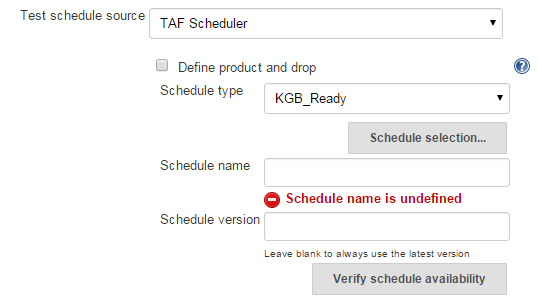 Test schedule source TAF Scheduler
Define product and drop
Schedule type KGB_Ready
Schedule selection...
Schedule name
Schedule name is undefined
Schedule version
Leave blank to always use the latest version
Verify schedule availability